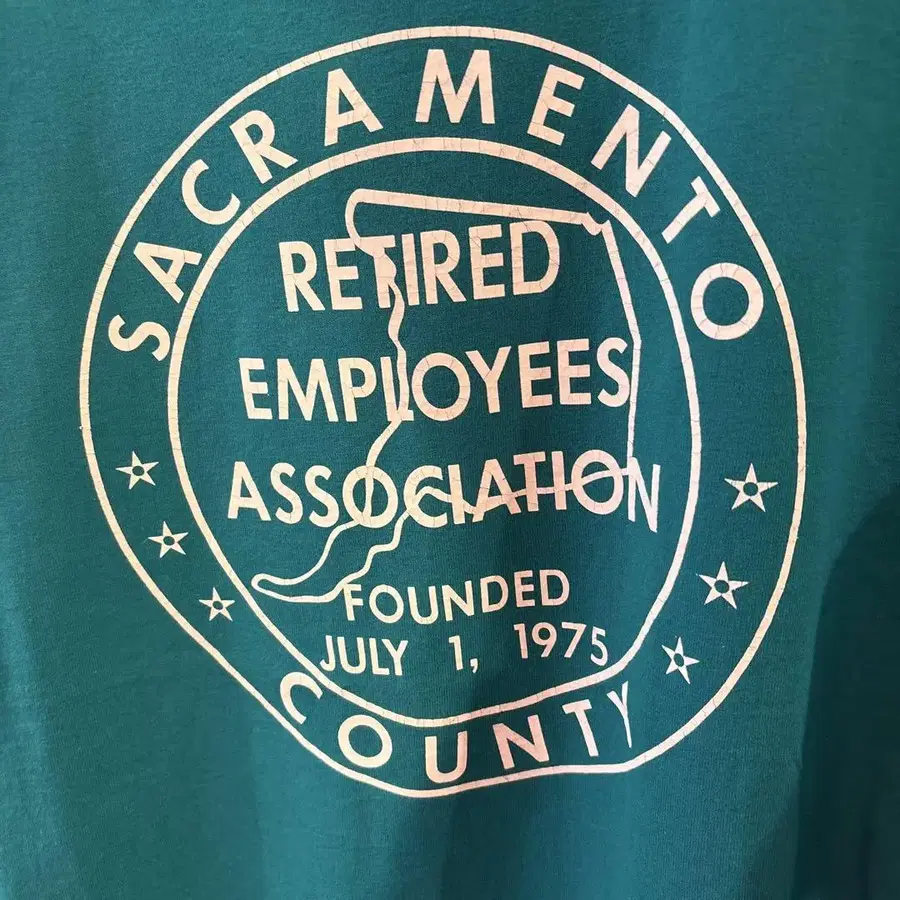 SACRAMENTO
RETIRED
EMPLOYEES
ASSOCIATION
FOUNDED
JULY 1, 1975
COUNTY